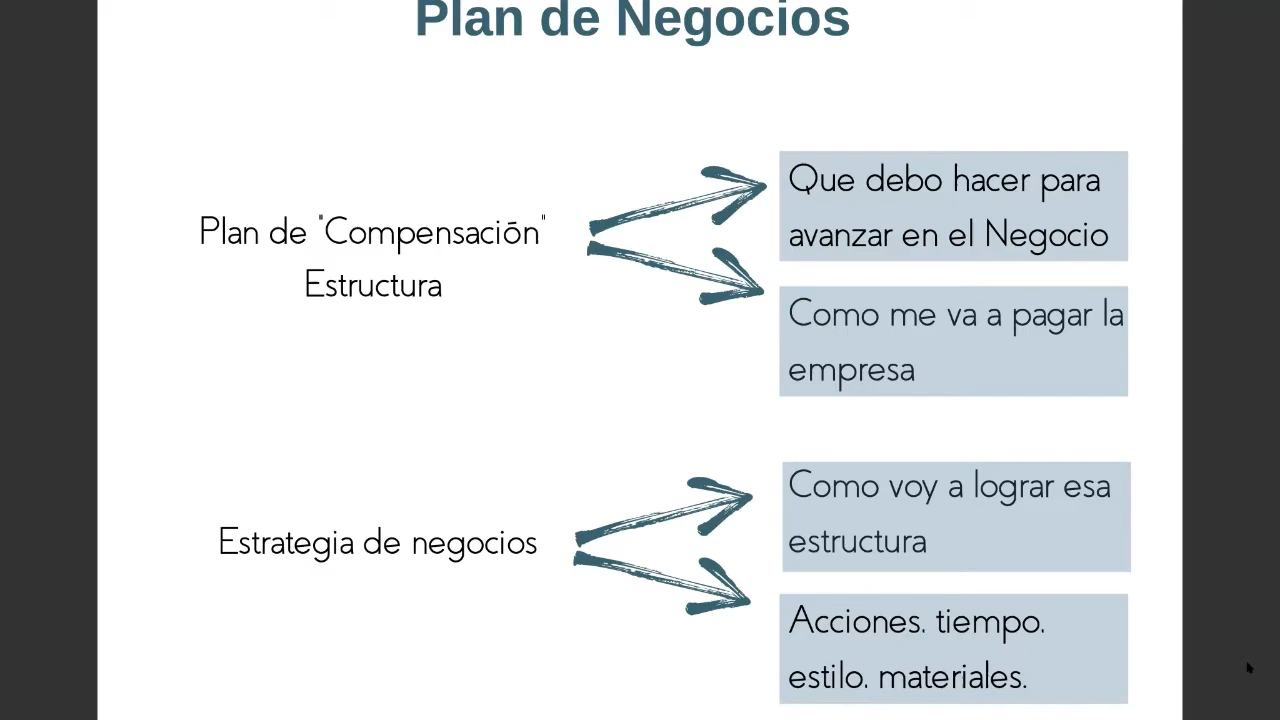 Plan de Negocios
Plan de "Compensación"
Estructura
Que debo hacer para
avanzar en el Negocio
Como me va a pagar la
empresa
Estrategia de negocios
Como voy a lograr esa
estructura
Acciones. tiempo.
estilo. materiales.